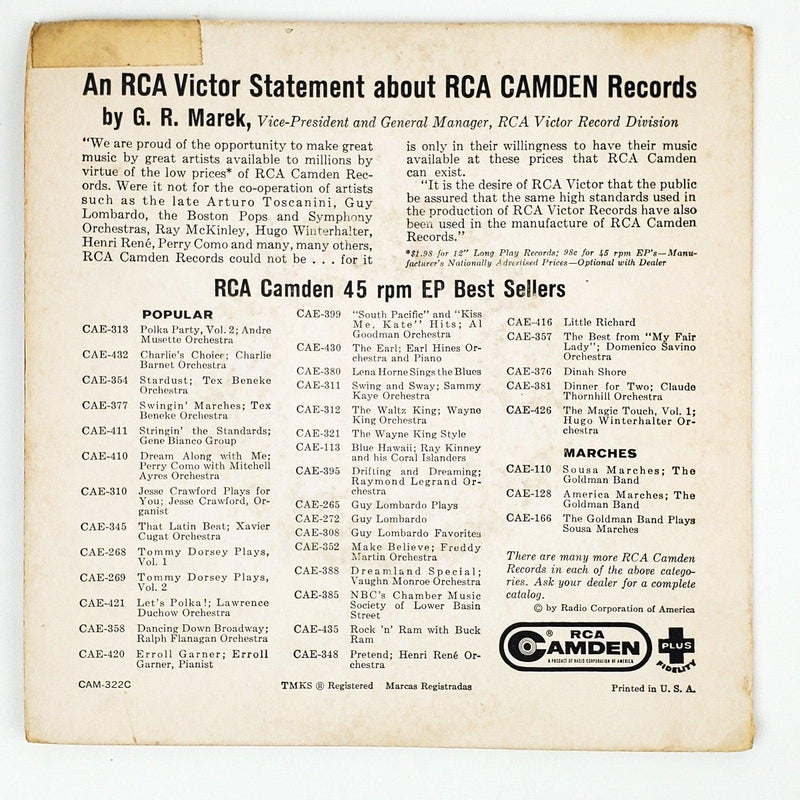 An RCA Victor Statement about RCA CAMDEN Records
by G. R. Marek, Vice-President and General Manager, RCA Victor Record Division
"We are proud of the opportunity to make great
music by great artists available to millions by
virtue of the low prices* of RCA Camden Rec-
ords. Were it not for the co-operation of artists
such as the late Arturo Toscanini, Guy
Lombardo, the Boston Pops and Symphony
Orchestras, Ray McKinley, Hugo Winterhalter,
Henri René, Perry Como and many, many others,
RCA Camden Records could not be . . . for it
is only in their willingness to have their music
available at these prices that RCA Camden
can exist.
"It is the desire of RCA Victor that the public
be assured that the same high standards used in
the production of RCA Victor Records have also
been used in the manufacture of RCA Camden
Records."
*$1.98 for 12" Long Play Records; 98c for 45 rpm EP's—Manu-
facturer's Nationally Advertised Prices—Optional with Dealer
RCA Camden 45 rpm EP Best Sellers
POPULAR
CAE-313 Polka Party, Vol. 2; Andre
Musette Orchestra
CAE-432 Charlie's Choice; Charlie
Barnet Orchestra
CAE-354 Stardust; Tex Beneke
Orchestra
CAE-377 Swingin' Marches; Tex
Beneke Orchestra
CAE-411 Stringin' the Standards;
Gene Bianco Group
CAE-410 Dream Along with Me;
Perry Como with Mitchell
Ayres Orchestra
CAE-310 Jesse Crawford Plays for
You; Jesse Crawford, Or-
ganist
CAE-345 That Latin Beat; Xavier
Cugat Orchestra
CAE-268 Tommy Dorsey Plays,
Vol. 1
CAE-269 Tommy Dorsey Plays,
Vol. 2
CAE-421 Let's Polka!; Lawrence
Duchow Orchestra
CAE-358 Dancing Down Broadway;
Ralph Flanagan Orchestra
CAE-420 Erroll Garner; Erroll
Garner, Pianist
CAE-399 "South Pacific" and "Kiss
Me, Kate" Hits; Al
Goodman Orchestra
CAE-430 The Earl; Earl Hines Or-
chestra and Piano
CAE-380 Lena Horne Sings the Blues
CAE-311 Swing and Sway; Sammy
Kaye Orchestra
CAE-312 The Waltz King; Wayne
King Orchestra
CAE-321 The Wayne King Style
CAE-113 Blue Hawaii; Ray Kinney
and his Coral Islanders
CAE-395 Drifting and Dreaming;
Raymond Legrand Or-
chestra
CAE-265 Guy Lombardo Plays
CAE-272 Guy Lombardo
CAE-308 Guy Lombardo Favorites
CAE-352 Make Believe; Freddy
Martin Orchestra
CAE-388 Dreamland Special;
Vaughn Monroe Orchestra
CAE-385 NBC's Chamber Music
Society of Lower Basin
Street
CAE-435 Rock 'n' Ram with Buck
Ram
CAE-348 Pretend; Henri René Or-
chestra
CAE-416 Little Richard
CAE-357 The Best from "My Fair
Lady"; Domenico Savino
Orchestra
CAE-376 Dinah Shore
CAE-381 Dinner for Two; Claude
Thornhill Orchestra
CAE-426 The Magic Touch, Vol. 1;
Hugo Winterhalter Or-
chestra
MARCHES
CAE-110 Sousa Marches; The
Goldman Band
CAE-128 America Marches; The
Goldman Band
CAE-166 The Goldman Band Plays
Sousa Marches
There are many more RCA Camden
Records in each of the above catego-
ries. Ask your dealer for a complete
catalog.
© by Radio Corporation of America
® RCA
CAMDEN
A PRODUCT OF RADIO CORPORATION OF AMERICA
PLUS
FIDELITY
CAM-322C
TMKS ® Registered Marcas Registradas
Printed in U. S. A.